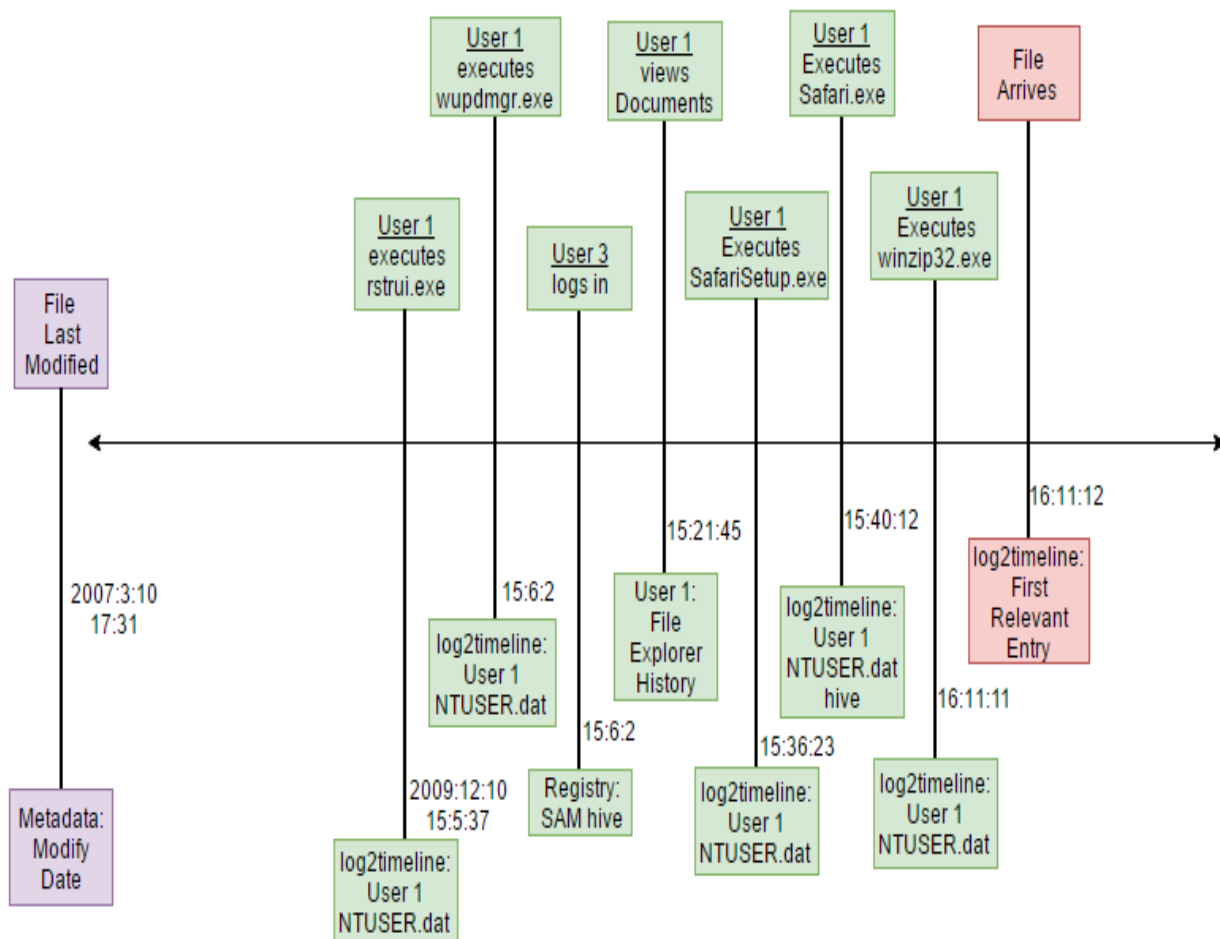 User 1
executes
wupdmgr.exe
User 1
views
Documents
User 1
Executes
Safari.exe
File
Arrives
User 1
executes
rstrui.exe
User 3
logs in
User 1
Executes
SafariSetup.exe
User 1
Executes
winzip32.exe
File
Last
Modified
2007:3:10
17:31
15:6:2
15:21:45
15:40:12
16:11:12
log2timeline:
User 1
NTUSER.dat
User 1:
File
Explorer
History
log2timeline:
User 1
NTUSER.dat
hive
log2timeline:
First
Relevant
Entry
2009:12:10
15:5:37
15:6:2
15:36:23
16:11:11
Metadata:
Modify
Date
log2timeline:
User 1
NTUSER.dat
Registry:
SAM hive
log2timeline:
User 1
NTUSER.dat
log2timeline:
User 1
NTUSER.dat